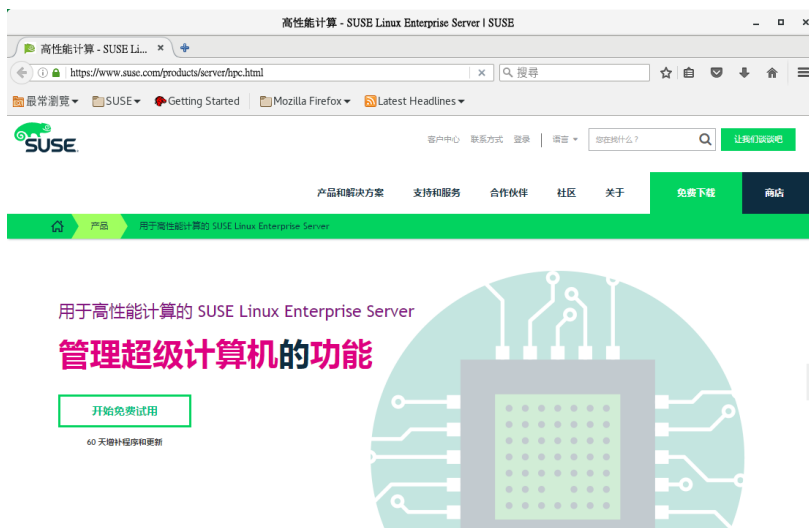 高性能计算 - SUSE Linux Enterprise Server | SUSE
高性能计算 - SUSE Li...
https://www.suse.com/products/server/hpc.html
搜尋
最常瀏覽 SUSE Getting Started Mozilla Firefox Latest Headlines
SUSE
客户中心 联系方式 登录 语言 您在找什么？ 让我们谈谈吧
产品和解决方案 支持和服务 合作伙伴 社区 关于 免费下载 商店
产品 用于高性能计算的 SUSE Linux Enterprise Server
用于高性能计算的 SUSE Linux Enterprise Server
管理超级计算机的功能
开始免费试用
60 天增补程序和更新